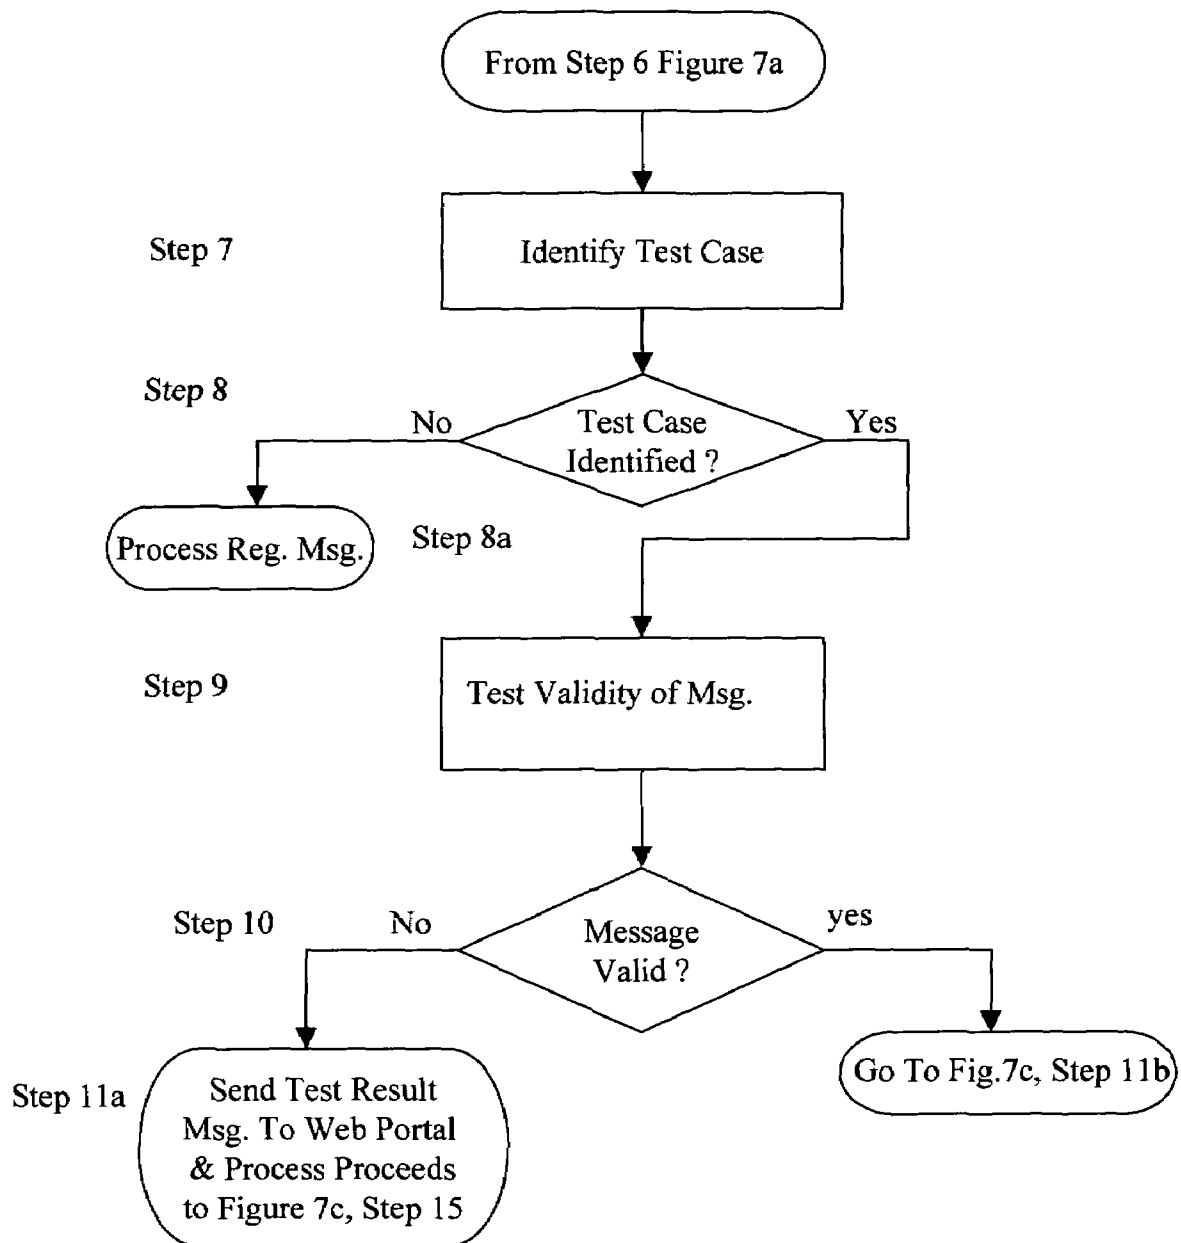 From Step 6 Figure 7a
Step 7
Identify Test Case
Step 8
No
Test Case
Identified ?
Yes
Process Reg. Msg.
Step 8a
Step 9
Test Validity of Msg.
Step 10
No
Message
Valid ?
yes
Go To Fig.7c, Step 11b
Step 11a
Send Test Result
Msg. To Web Portal
& Process Proceeds
to Figure 7c, Step 15